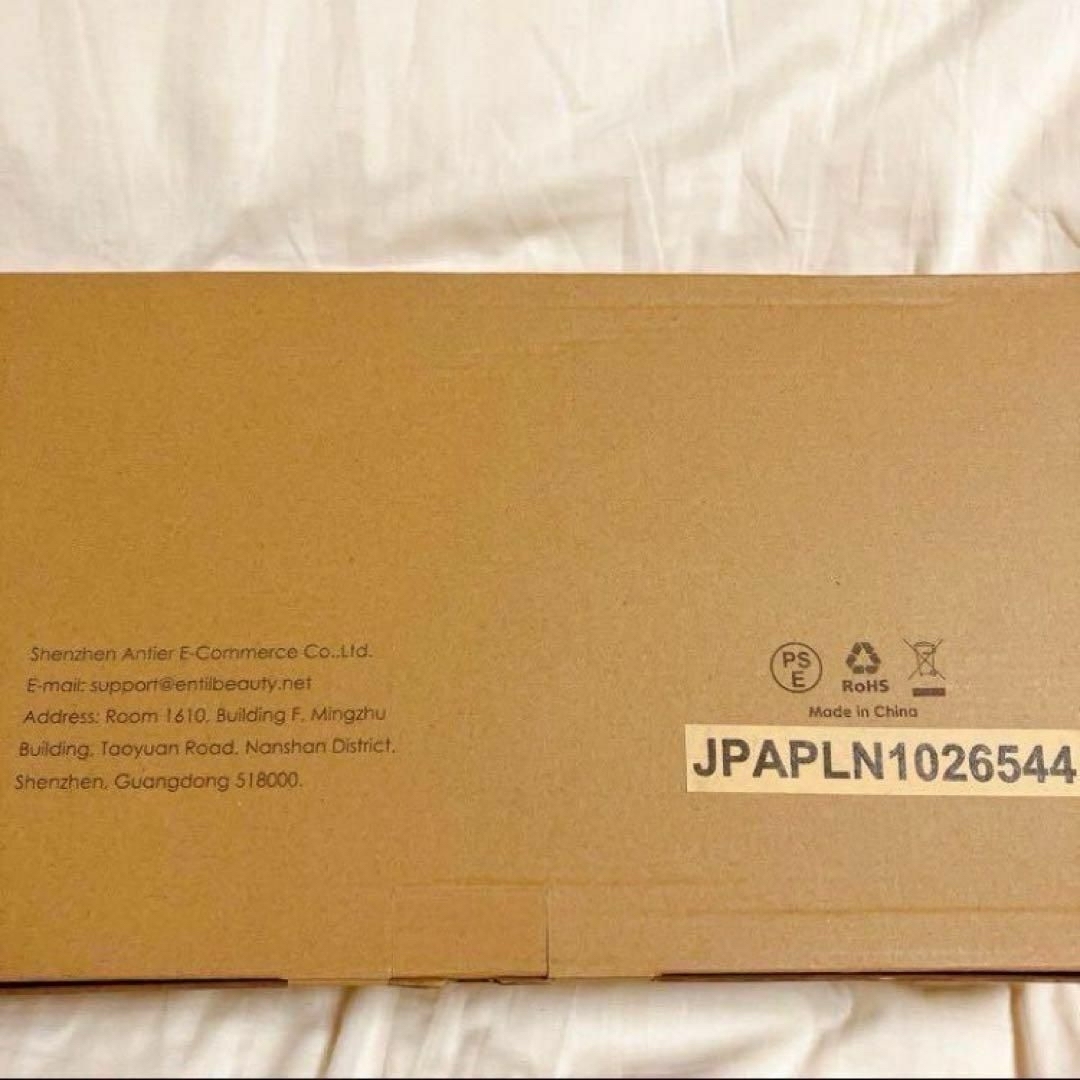 Shenzhen Antier E-Commerce Co.,Ltd.
E-mail: support@entilbeauty.net
Address: Room 1610, Building F, Mingzhu
Building, Taoyuan Road, Nanshan District,
Shenzhen, Guangdong 518000.
PS
E
RoHS
Made in China
JPAPLN1026544